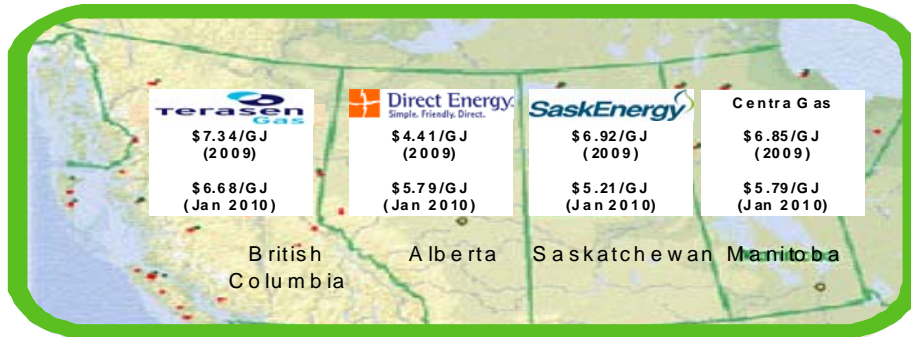 Terasen
Gas
$7.34/GJ
(2009)
$6.68/GJ
(Jan 2010)
British
Columbia
Direct Energy.
Simple. Friendly. Direct.
$4.41/GJ
(2009)
$5.79/GJ
(Jan 2010)
Alberta
SaskEnergy
$6.92/GJ
(2009)
$5.21/GJ
(Jan 2010)
Saskatchewan
Centra Gas
$6.85/GJ
(2009)
$5.79/GJ
(Jan 2010)
Manitoba